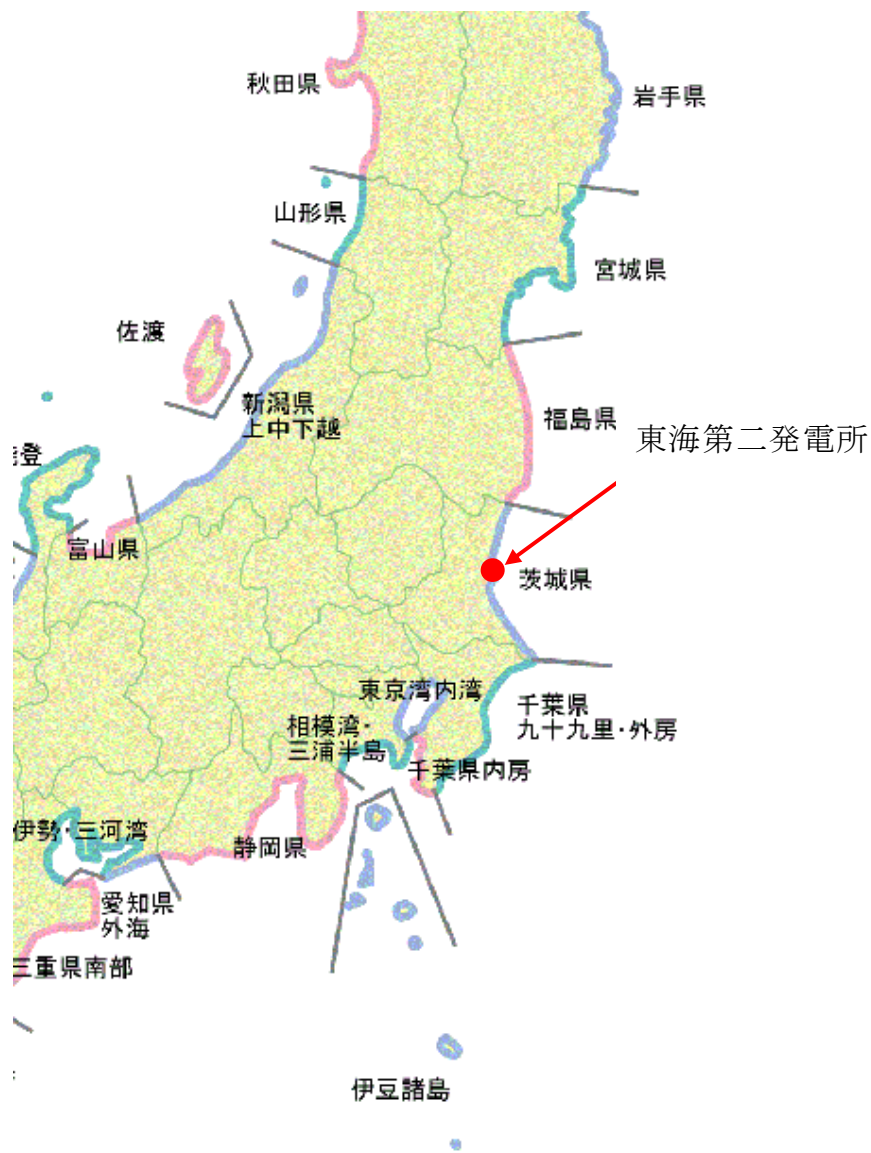 秋田県
岩手県
山形県
宮城県
佐渡
新潟県
上中下越
福島県
東海第二発電所
登
富山県
茨城県
東京湾内湾
千葉県
九十九里・外房
相模湾・
三浦半島
千葉県内房
伊勢・三河湾
静岡県
愛知県
外海
三重県南部
伊豆諸島